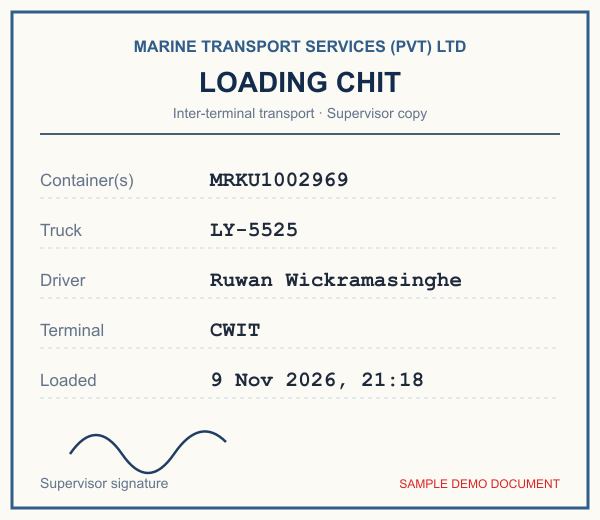 MARINE TRANSPORT SERVICES (PVT) LTD
LOADING CHIT
Inter-terminal transport · Supervisor copy
Container(s) MRKU1002969
Truck LY-5525
Driver Ruwan Wickramasinghe
Terminal CWIT
Loaded 9 Nov 2026, 21:18
Supervisor signature SAMPLE DEMO DOCUMENT